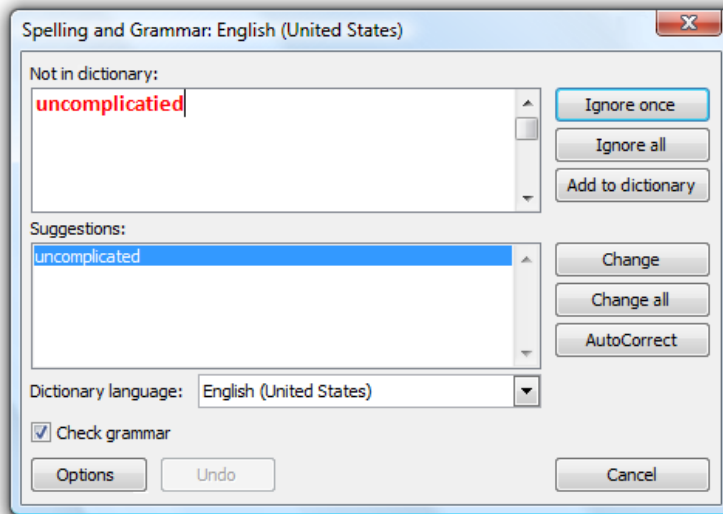 Spelling and Grammar: English (United States)
Not in dictionary:
uncomplicatied
Ignore once
Ignore all
Add to dictionary
Suggestions:
uncomplicated
Change
Change all
AutoCorrect
Dictionary language: English (United States)
Check grammar
Options Undo Cancel